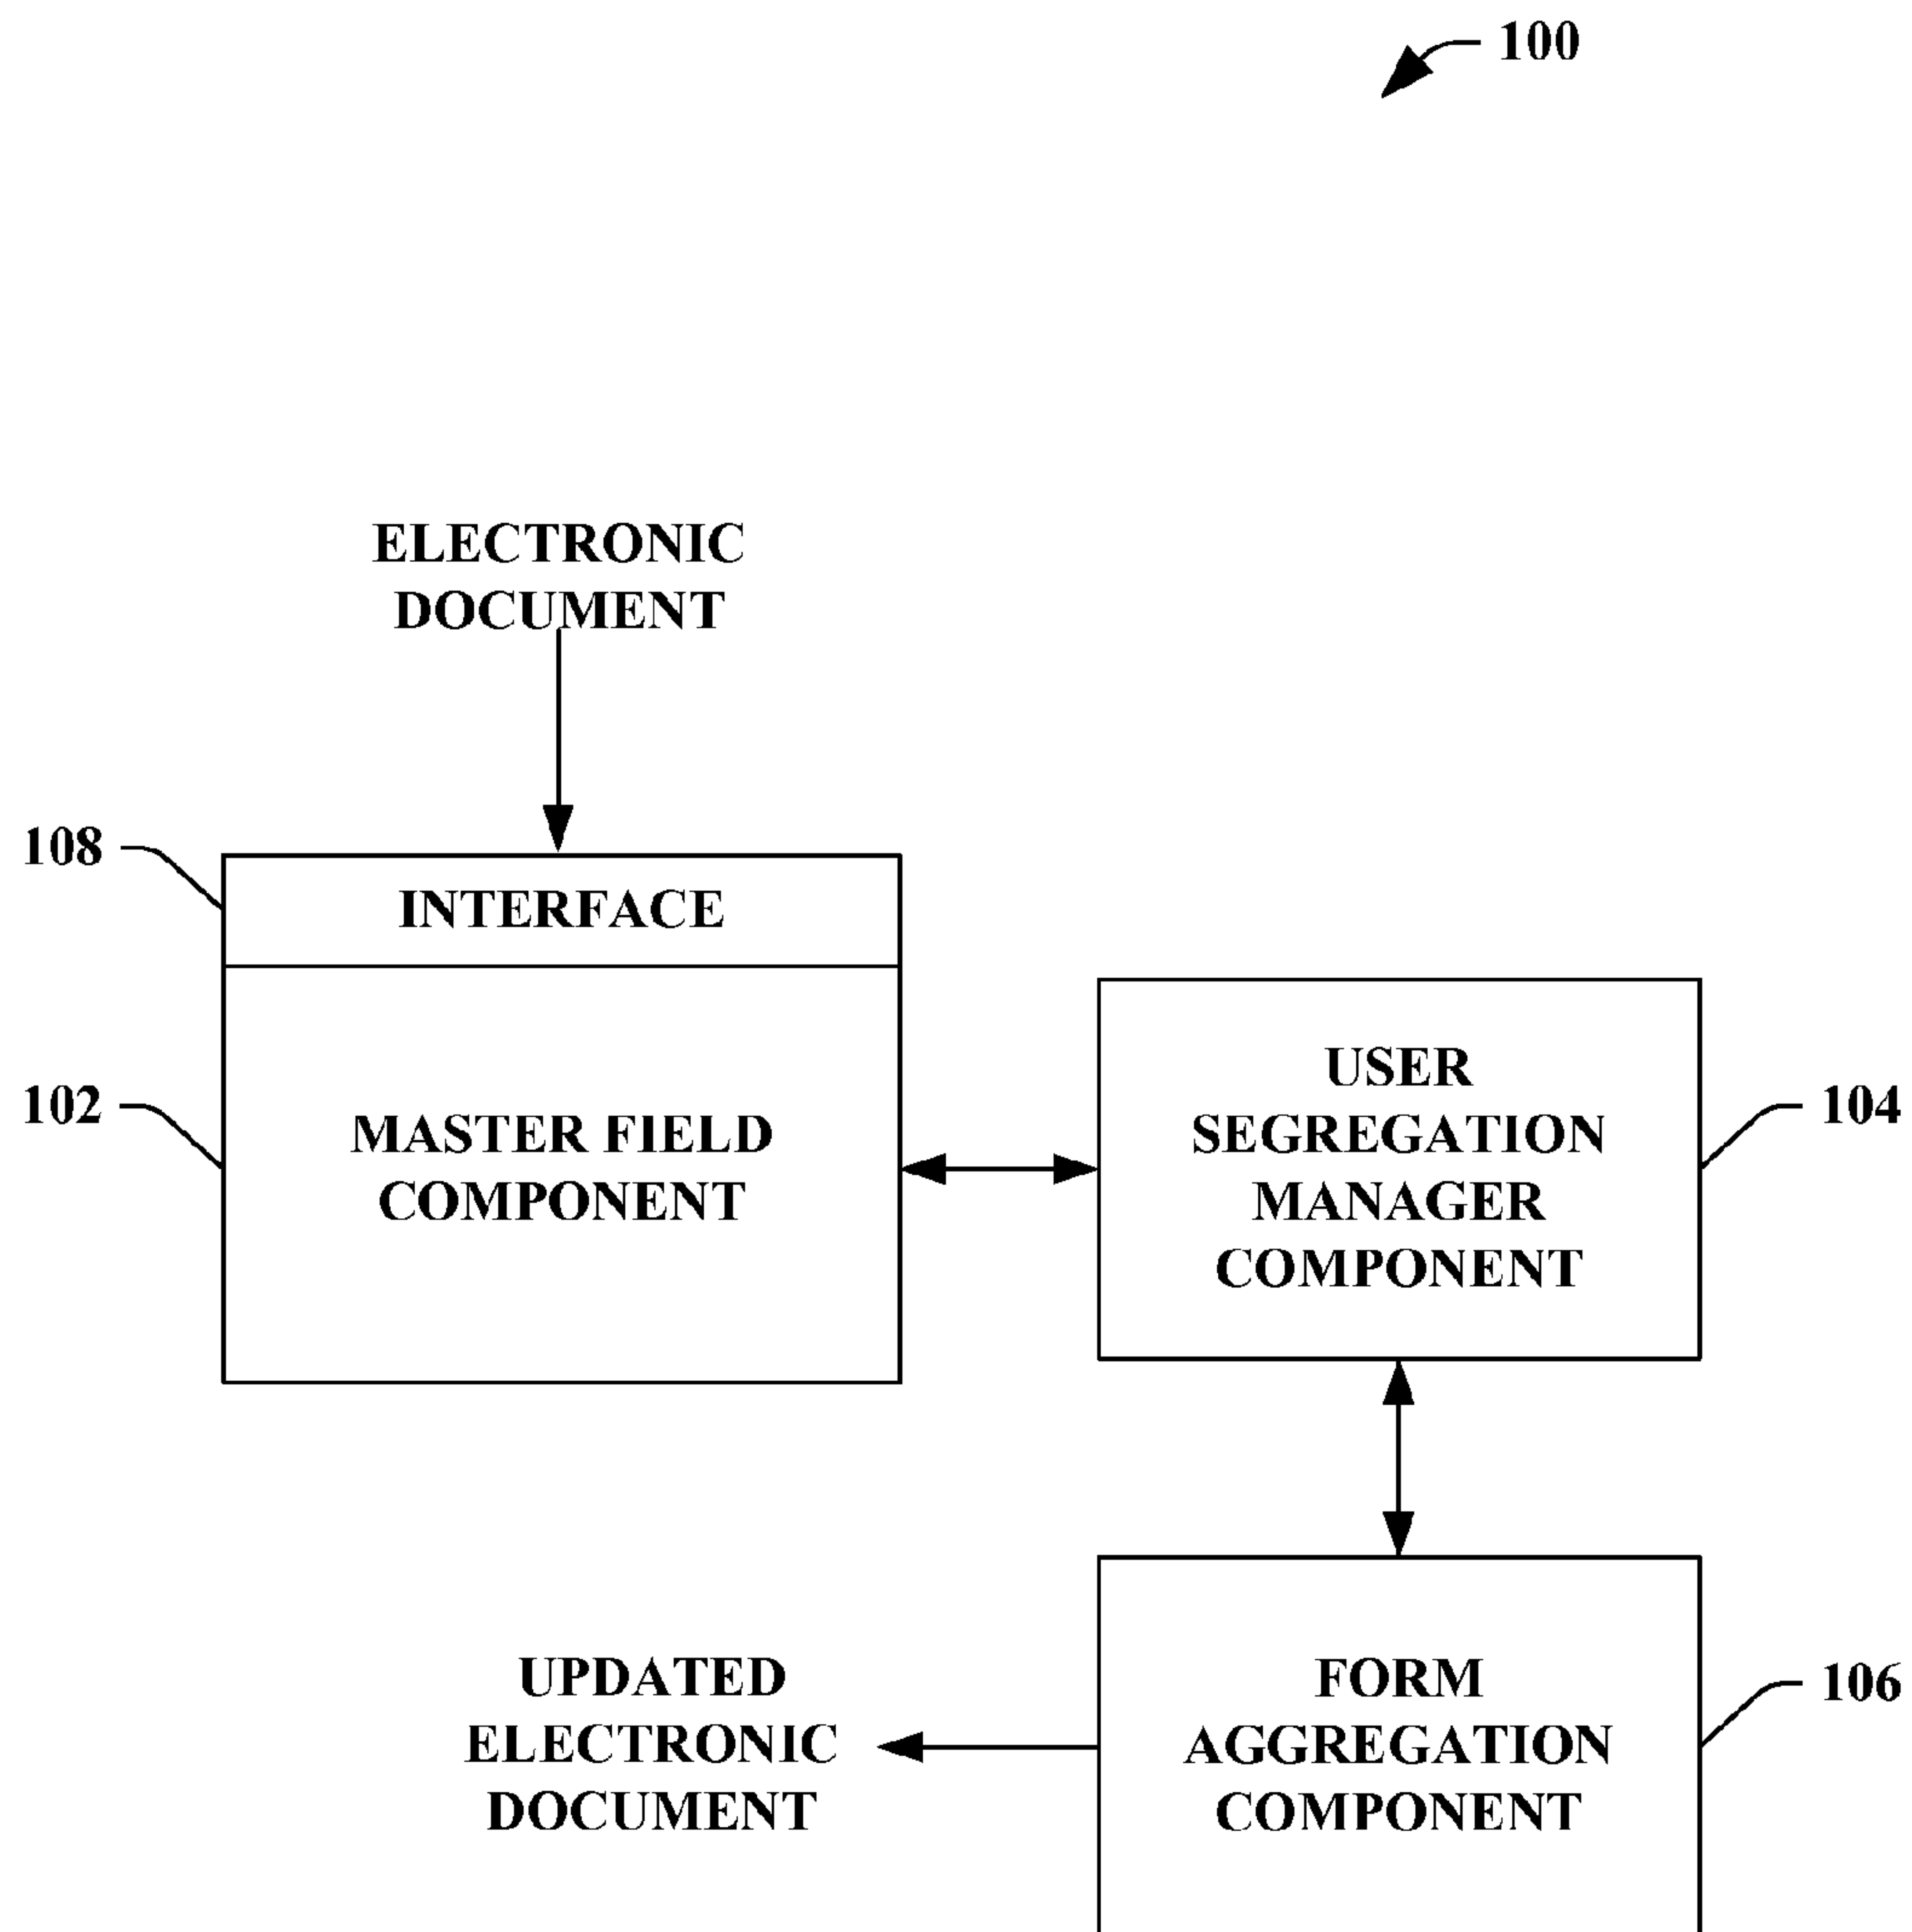 100
ELECTRONIC
DOCUMENT
108
INTERFACE
102
MASTER FIELD
COMPONENT
USER
SEGREGATION
MANAGER
COMPONENT
104
UPDATED
ELECTRONIC
DOCUMENT
FORM
AGGREGATION
COMPONENT
106